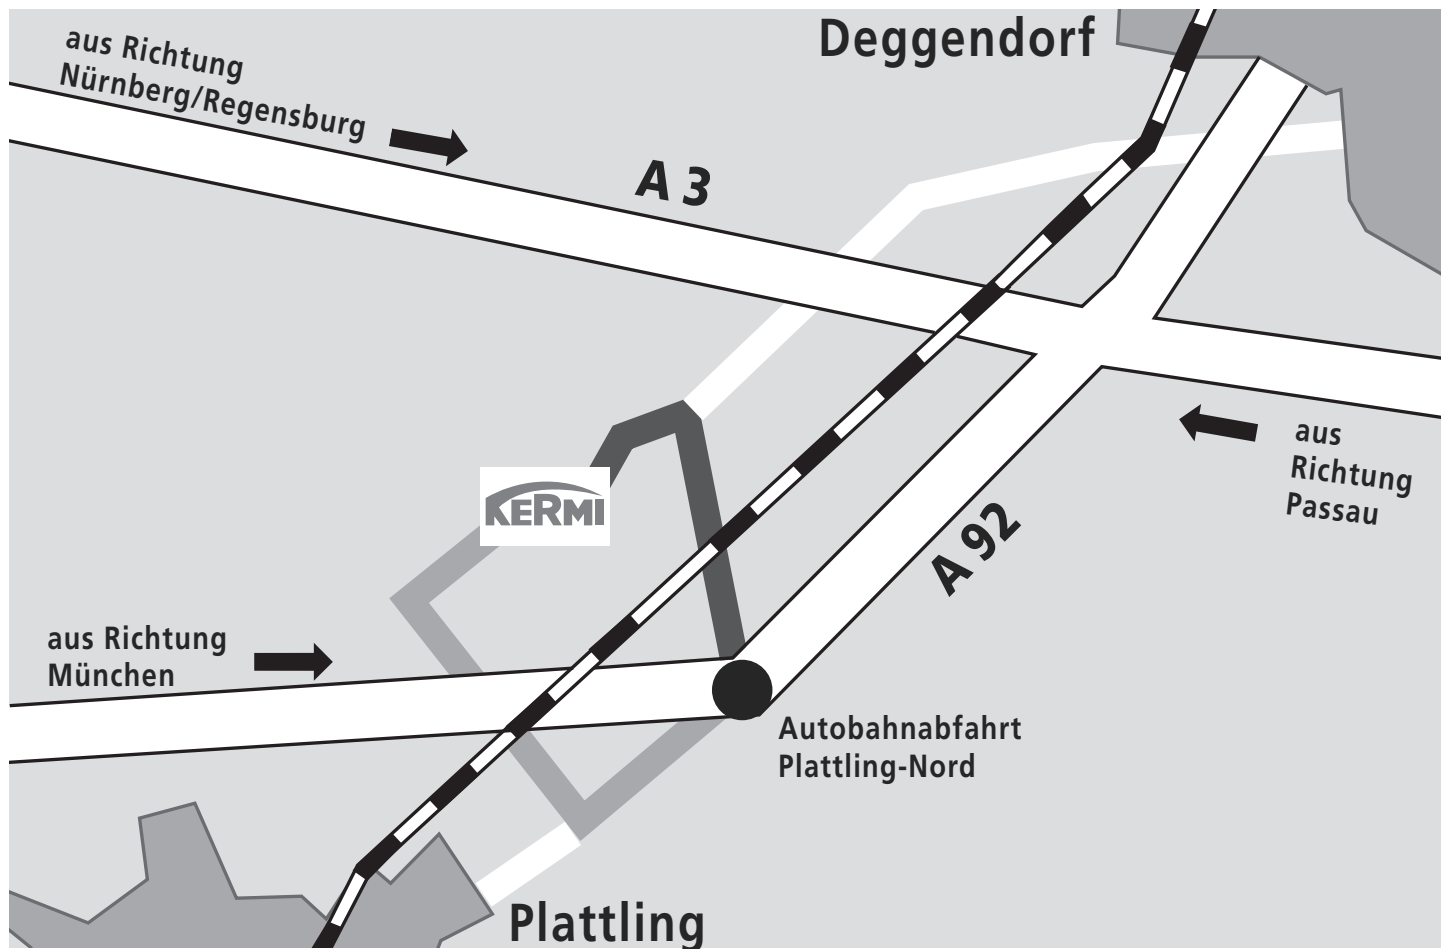 Deggendorf
aus Richtung
Nürnberg/Regensburg
A 3
aus
Richtung
Passau
KERMI
A 92
aus Richtung
München
Autobahnabfahrt
Plattling-Nord
Plattling